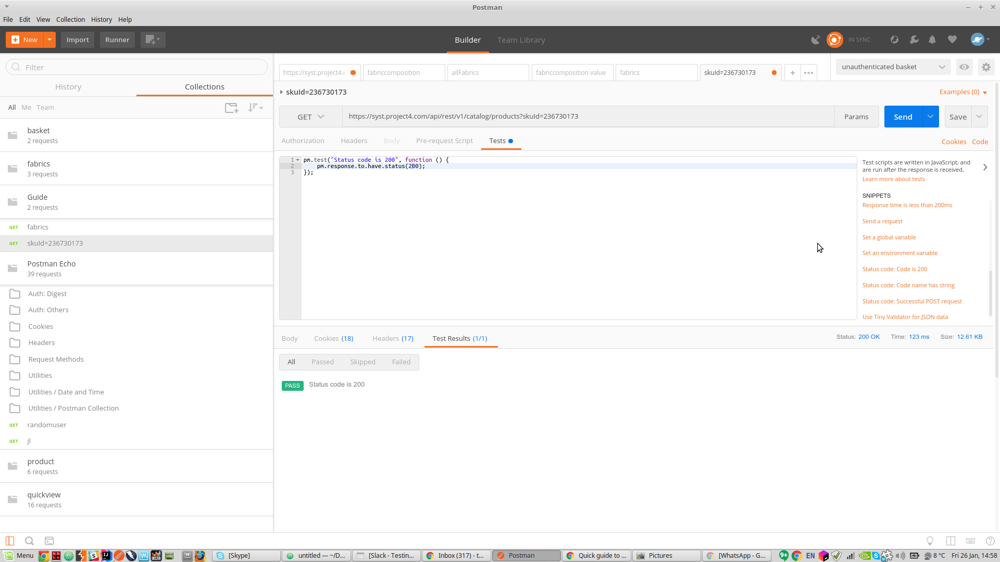 Postman
File Edit View Collection History Help
New Import Runner Builder Team Library IN SYNC
Filter
History Collections
All Me Team
basket
2 requests
fabrics
3 requests
Guide
2 requests
GET fabrics
GET skuId=236730173
Postman Echo
39 requests
Auth: Digest
Auth: Others
Cookies
Headers
Request Methods
Utilities
Utilities / Date and Time
Utilities / Postman Collection
GET randomuser
GET jl
product
6 requests
quickview
16 requests
https://syst.project4. fabriccomposition allFabrics fabriccomposition value fabrics skuId=236730173 + unauthenticated basket
skuId=236730173 Examples (0)
GET https://syst.project4.com/api/rest/v1/catalog/products?skuId=236730173 Params Send Save
Authorization Headers Body Pre-request Script Tests Cookies Code
1 pm.test("Status code is 200", function () {
2 pm.response.to.have.status(200);
3 });
Test scripts are written in JavaScript, and
are run after the response is received.
Learn more about tests
SNIPPETS
Response time is less than 200ms
Send a request
Set a global variable
Set an environment variable
Status code: Code is 200
Status code: Code name has string
Status code: Successful POST request
Use Tiny Validator for JSON data
Body Cookies (18) Headers (17) Test Results (1/1) Status: 200 OK Time: 123 ms Size: 12.61 KB
All Passed Skipped Failed
PASS Status code is 200
Menu [Skype] untitled — ~/D... [Slack - Testin... Inbox (317) - t... Postman Quick guide to ... Pictures [WhatsApp - G... 9+ EN 8 °C Fri 26 Jan, 14:58